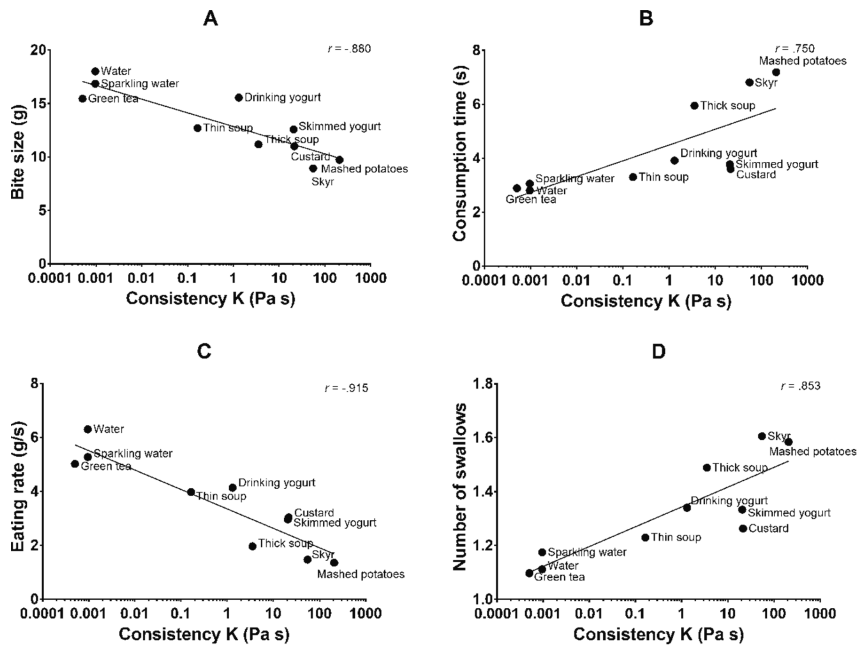 A
r = -.880
20
15
10
5
0
Bite size (g)
Water
Sparkling water
Green tea
Drinking yogurt
Thin soup
Skimmed yogurt
Thick soup
Custard
Mashed potatoes
Skyr
0.0001 0.001 0.01 0.1 1 10 100 1000
Consistency K (Pa s)
B
r = .750
8
6
4
2
0
Consumption time (s)
Mashed potatoes
Skyr
Thick soup
Drinking yogurt
Skimmed yogurt
Custard
Thin soup
Sparkling water
Water
Green tea
0.0001 0.001 0.01 0.1 1 10 100 1000
Consistency K (Pa s)
C
r = -.915
8
6
4
2
0
Eating rate (g/s)
Water
Sparkling water
Green tea
Drinking yogurt
Thin soup
Custard
Skimmed yogurt
Thick soup
Skyr
Mashed potatoes
0.0001 0.001 0.01 0.1 1 10 100 1000
Consistency K (Pa s)
D
r = .853
1.8
1.6
1.4
1.2
1.0
Number of swallows
Skyr
Mashed potatoes
Thick soup
Drinking yogurt
Skimmed yogurt
Custard
Thin soup
Sparkling water
Water
Green tea
0.0001 0.001 0.01 0.1 1 10 100 1000
Consistency K (Pa s)